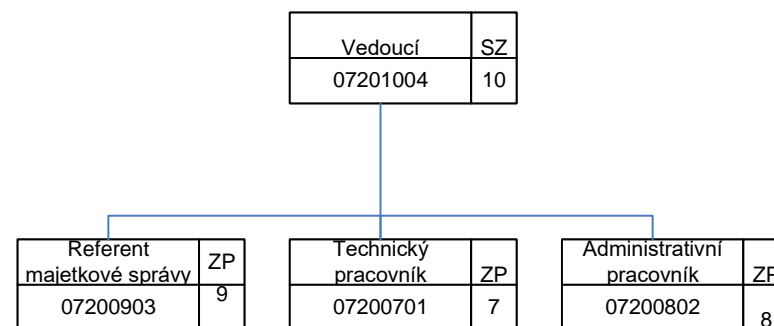 Vedoucí SZ
07201004 10
Referent
majetkové správy ZP
07200903 9
Technický
pracovník ZP
07200701 7
Administrativní
pracovník ZP
07200802 8